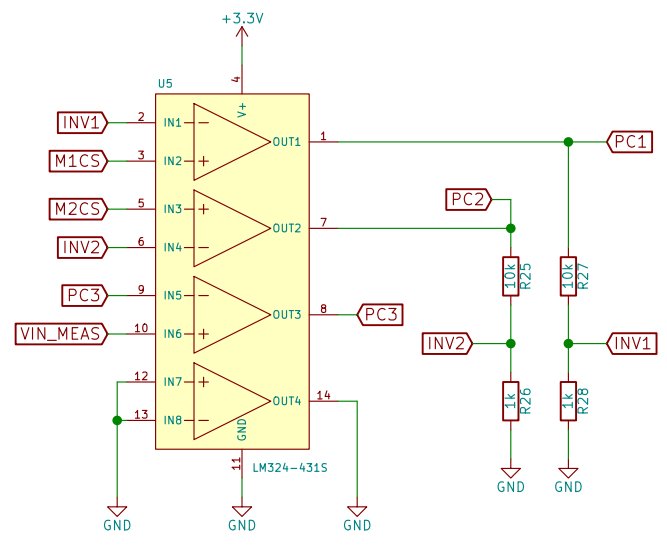 +3.3V
U5
4
V+
INV1
2
IN1
OUT1
1
PC1
M1CS
3
IN2
M2CS
5
IN3
PC2
OUT2
7
INV2
6
IN4
10k
R25
10k
R27
PC3
9
IN5
OUT3
8
PC3
VIN_MEAS
10
IN6
INV2
INV1
12
IN7
OUT4
14
1k
R26
1k
R28
13
IN8
GND
11
LM324-431S
GND
GND
GND
GND
GND